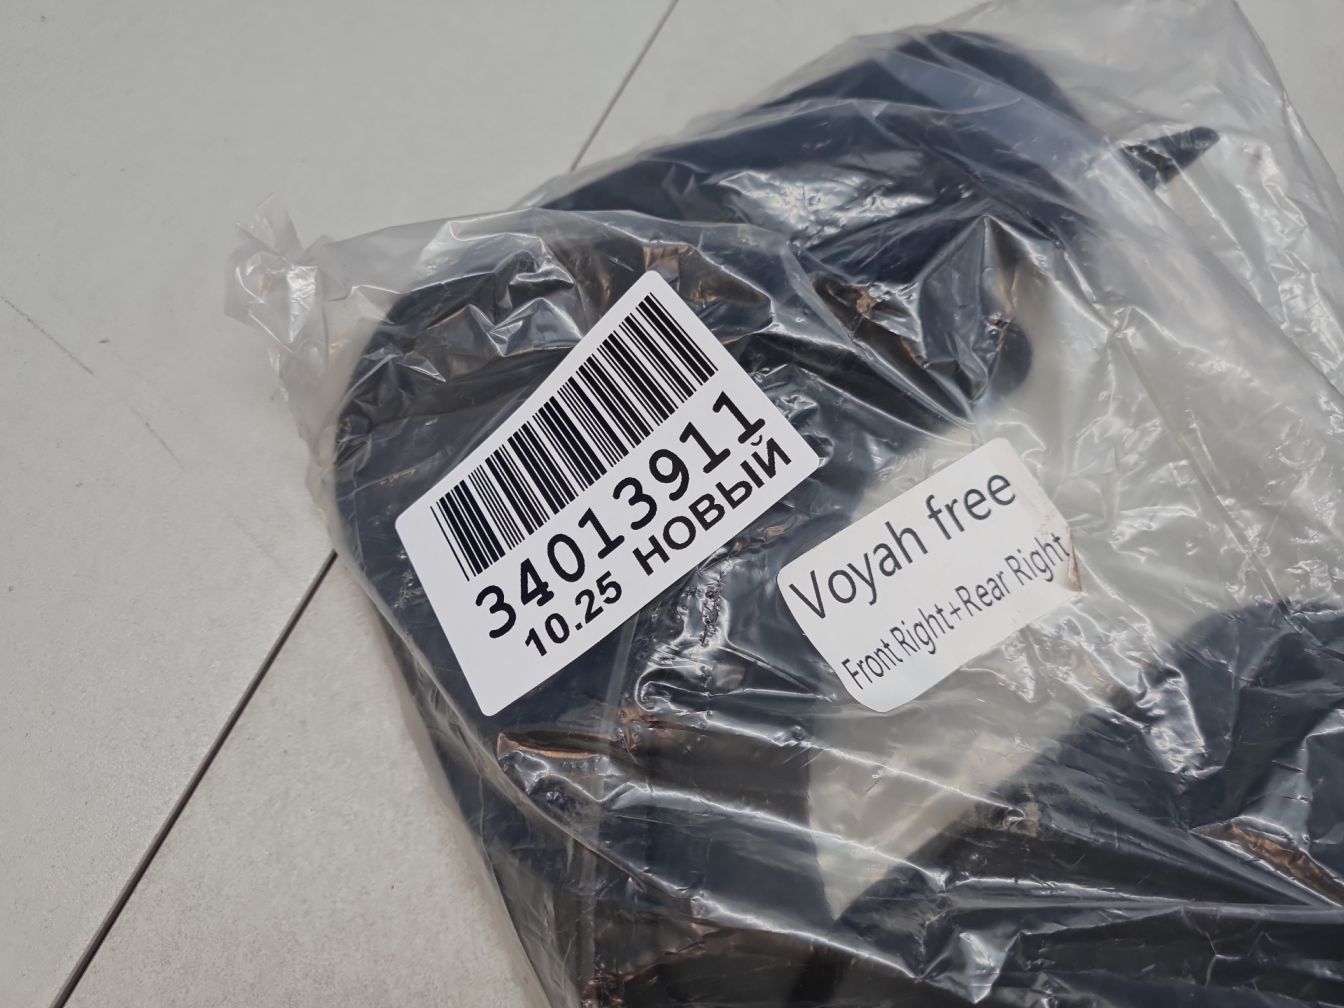 34013911
10.25 НОВЫЙ
Voyah free
Front Right+Rear Right